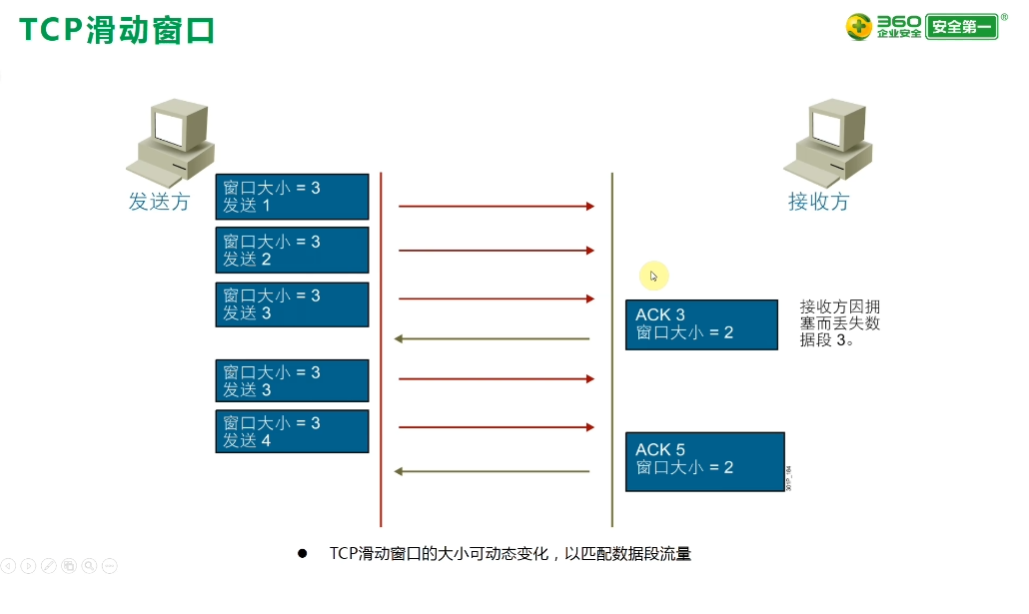 TCP滑动窗口
360
企业安全
安全第一
®
发送方
接收方
窗口大小 = 3
发送 1
窗口大小 = 3
发送 2
窗口大小 = 3
发送 3
ACK 3
窗口大小 = 2
接收方因拥
塞而丢失数
据段 3。
窗口大小 = 3
发送 3
窗口大小 = 3
发送 4
ACK 5
窗口大小 = 2
TCP滑动窗口的大小可动态变化，以匹配数据段流量